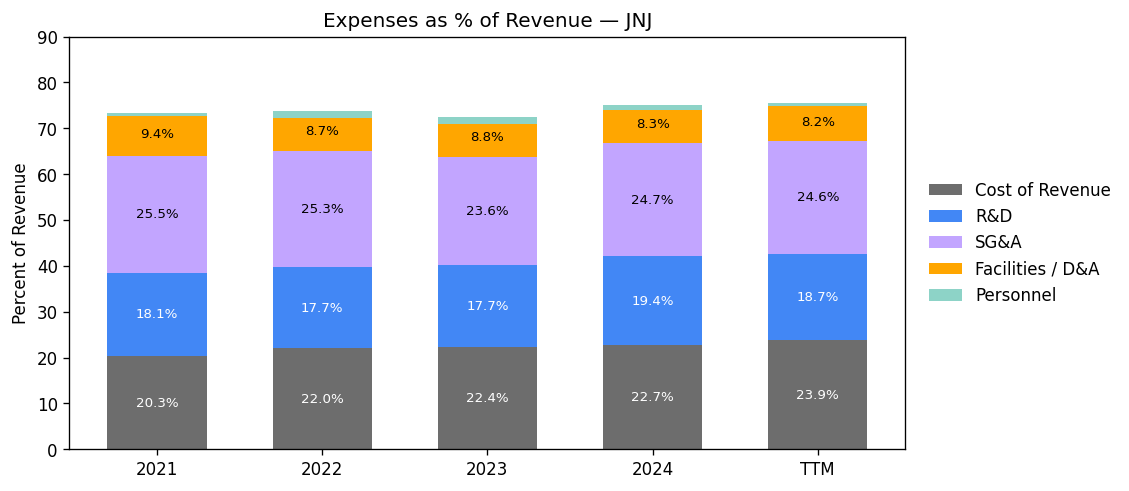 Expenses as % of Revenue — JNJ
Percent of Revenue
90
80
70
60
50
40
30
20
10
0
9.4% 8.7% 8.8% 8.3% 8.2%
25.5% 25.3% 23.6% 24.7% 24.6%
18.1% 17.7% 17.7% 19.4% 18.7%
20.3% 22.0% 22.4% 22.7% 23.9%
2021 2022 2023 2024 TTM
Cost of Revenue
R&D
SG&A
Facilities / D&A
Personnel